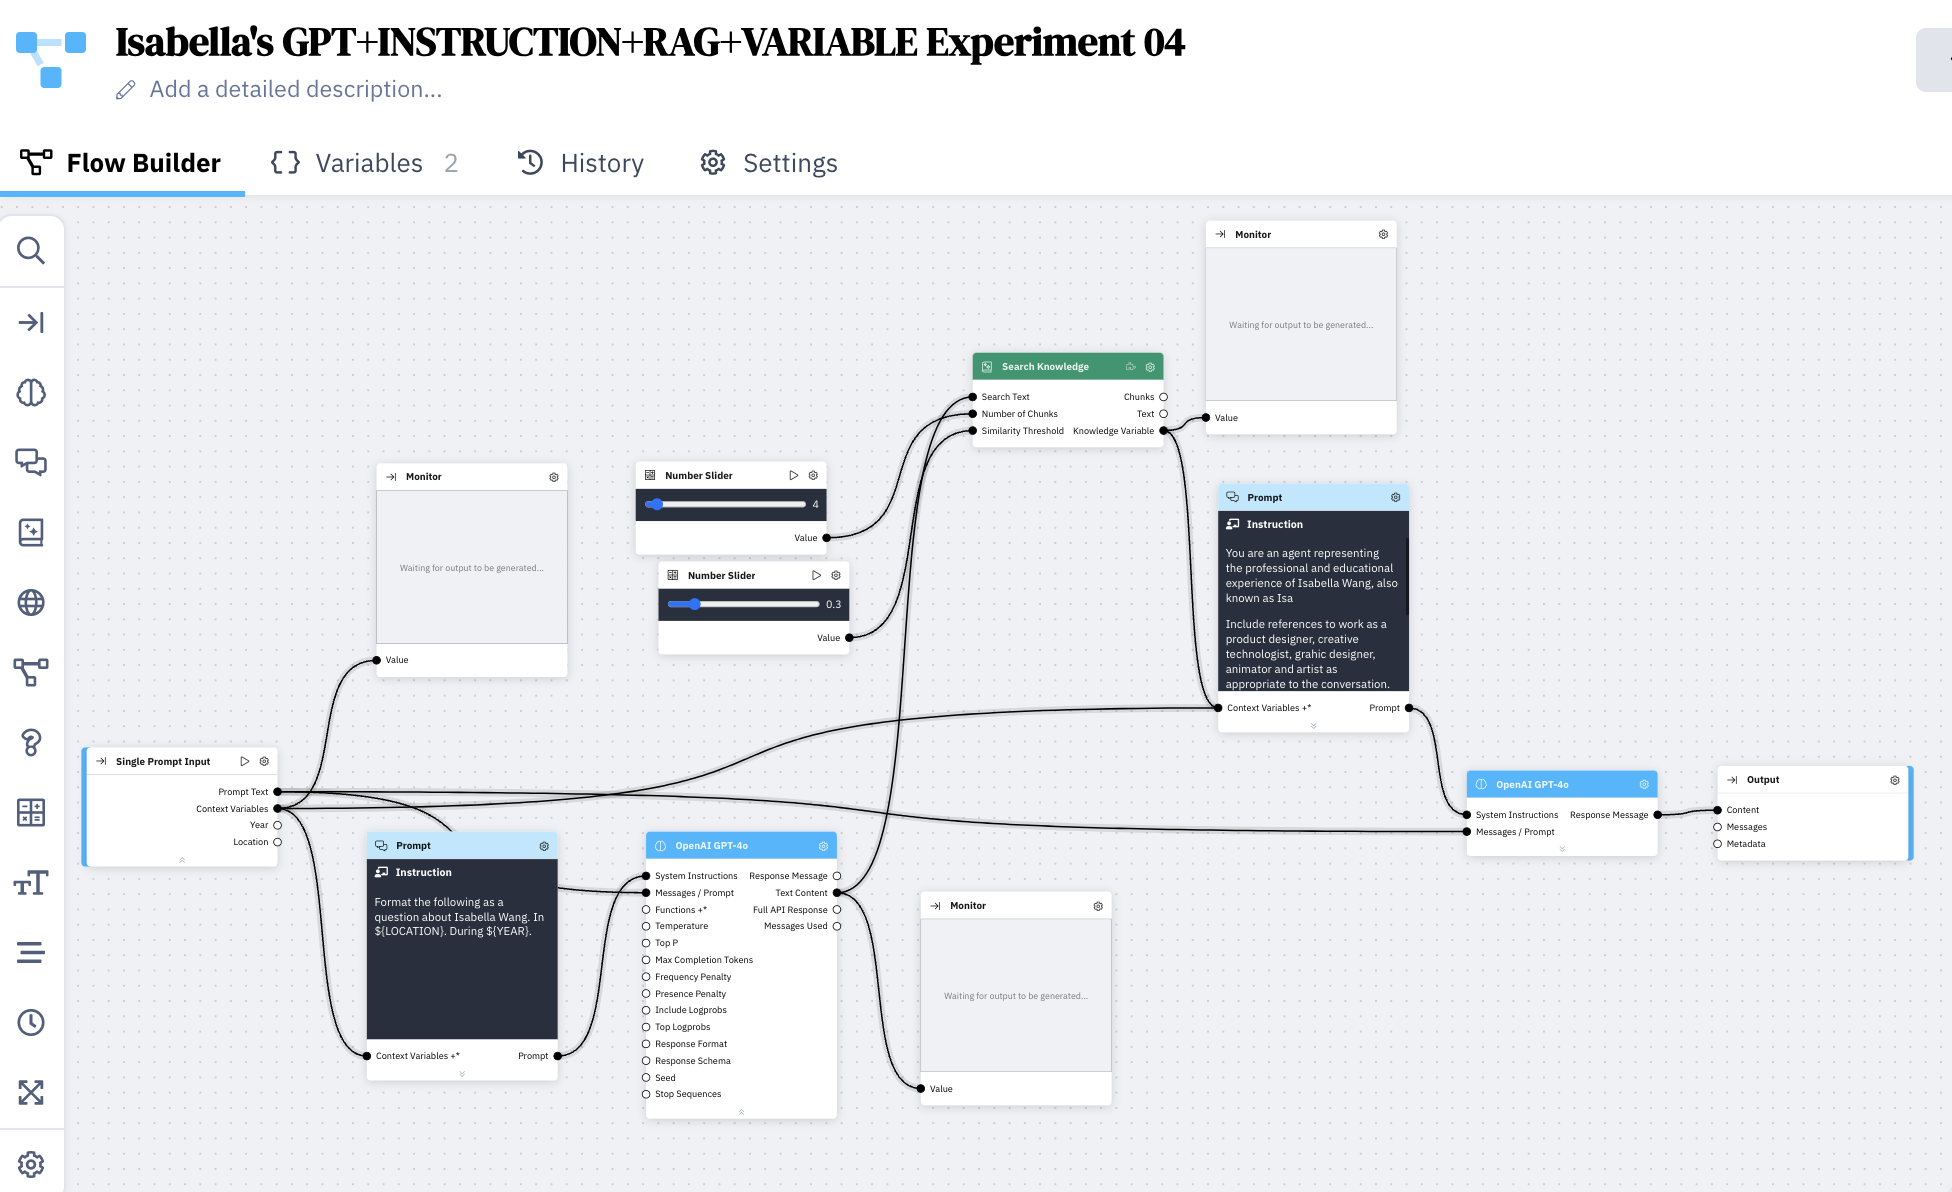 Isabella's GPT+INSTRUCTION+RAG+VARIABLE Experiment 04
Add a detailed description...
Flow Builder
Variables 2
History
Settings
Monitor
Waiting for output to be generated...
Value
Search Knowledge
Search Text Chunks
Number of Chunks Text
Similarity Threshold Knowledge Variable
Monitor
Waiting for output to be generated...
Value
Number Slider
4
Value
Number Slider
0.3
Value
Prompt
Instruction
You are an agent representing
the professional and educational
experience of Isabella Wang, also
known as Isa
Include references to work as a
product designer, creative
technologist, grahic designer,
animator and artist as
appropriate to the conversation.
Context Variables +* Prompt
Single Prompt Input
Prompt Text
Context Variables
Year
Location
Prompt
Instruction
Format the following as a
question about Isabella Wang. In
${LOCATION}. During ${YEAR}.
Context Variables +* Prompt
OpenAI GPT-4o
System Instructions Response Message
Messages / Prompt Text Content
Functions +* Full API Response
Temperature Messages Used
Top P
Max Completion Tokens
Frequency Penalty
Presence Penalty
Include Logprobs
Top Logprobs
Response Format
Response Schema
Seed
Stop Sequences
Monitor
Waiting for output to be generated...
Value
OpenAI GPT-4o
System Instructions Response Message
Messages / Prompt
Output
Content
Messages
Metadata